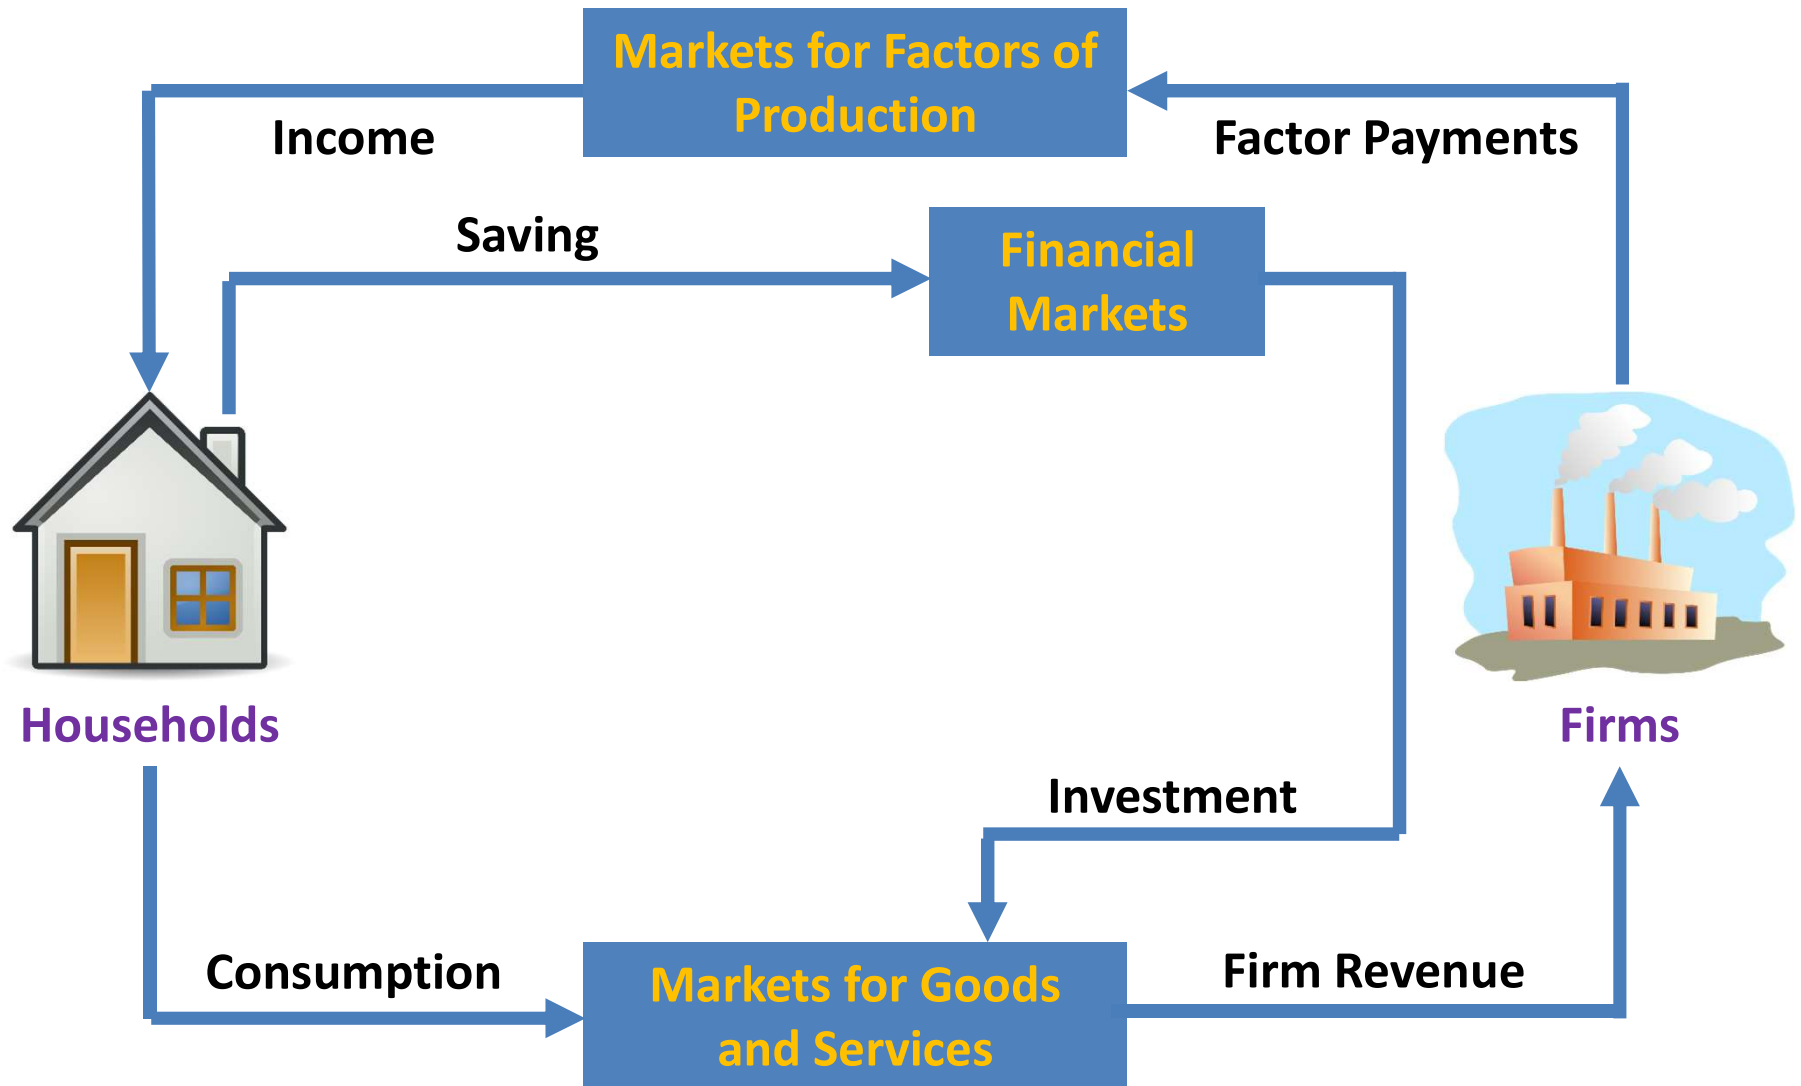 Markets for Factors of
Production
Income
Factor Payments
Saving
Financial
Markets
Households
Firms
Investment
Consumption
Firm Revenue
Markets for Goods
and Services